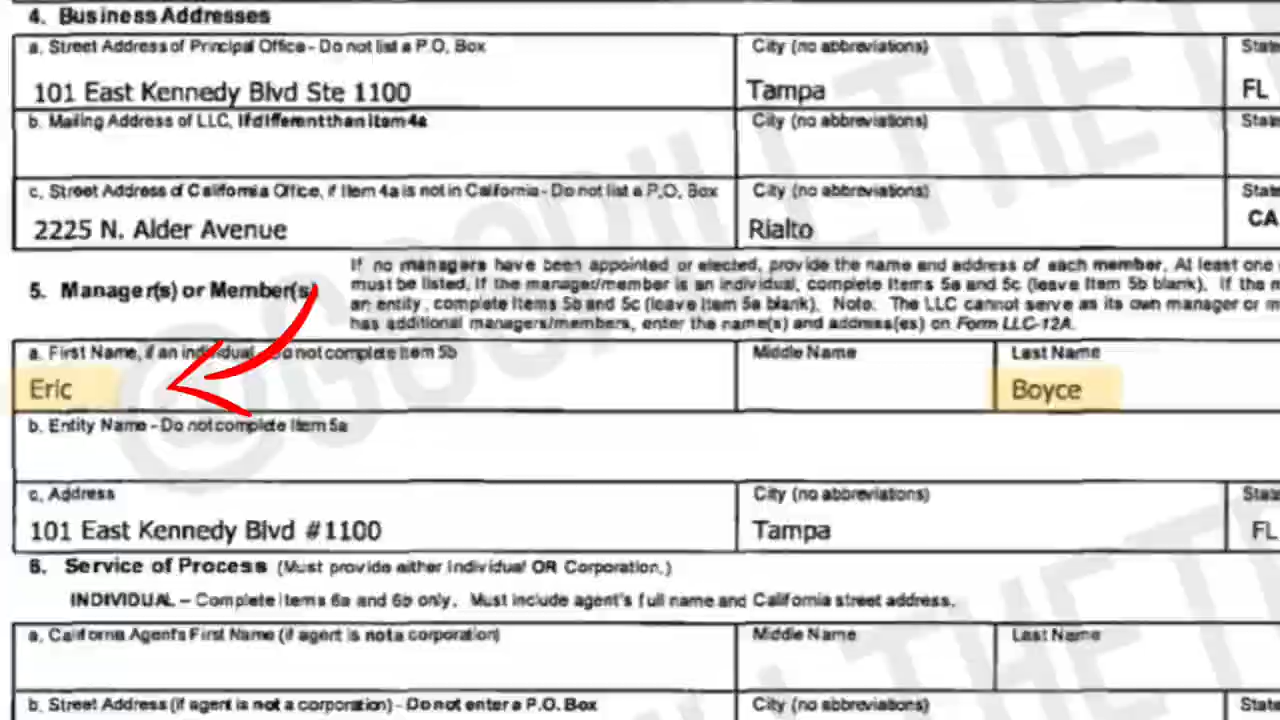 4. Business Addresses
a. Street Address of Principal Office - Do not list a P.O. Box City (no abbreviations) State
101 East Kennedy Blvd Ste 1100 Tampa FL
b. Mailing Address of LLC, if different than item 4a City (no abbreviations) State
c. Street Address of California Office, if Item 4a is not in California - Do not list a P.O. Box City (no abbreviations) State
2225 N. Alder Avenue Rialto CA
5. Manager(s) or Member(s)
If no managers have been appointed or elected, provide the name and address of each member. At least one
must be listed. If the manager/member is an individual, complete Items 5a and 5c (leave Item 5b blank). If the
an entity, complete Items 5b and 5c (leave Item 5a blank). Note: The LLC cannot serve as its own manager or
has additional managers/members, enter the name(s) and address(es) on Form LLC-12A.
a. First Name, if an individual - Do not complete Item 5b Middle Name Last Name
Eric Boyce
b. Entity Name - Do not complete Item 5a
c. Address City (no abbreviations) State
101 East Kennedy Blvd #1100 Tampa FL
6. Service of Process (Must provide either Individual OR Corporation.)
INDIVIDUAL – Complete Items 6a and 6b only. Must include agent's full name and California street address.
a. California Agent's First Name (if agent is not a corporation) Middle Name Last Name
b. Street Address (if agent is not a corporation) - Do not enter a P.O. Box City (no abbreviations) State